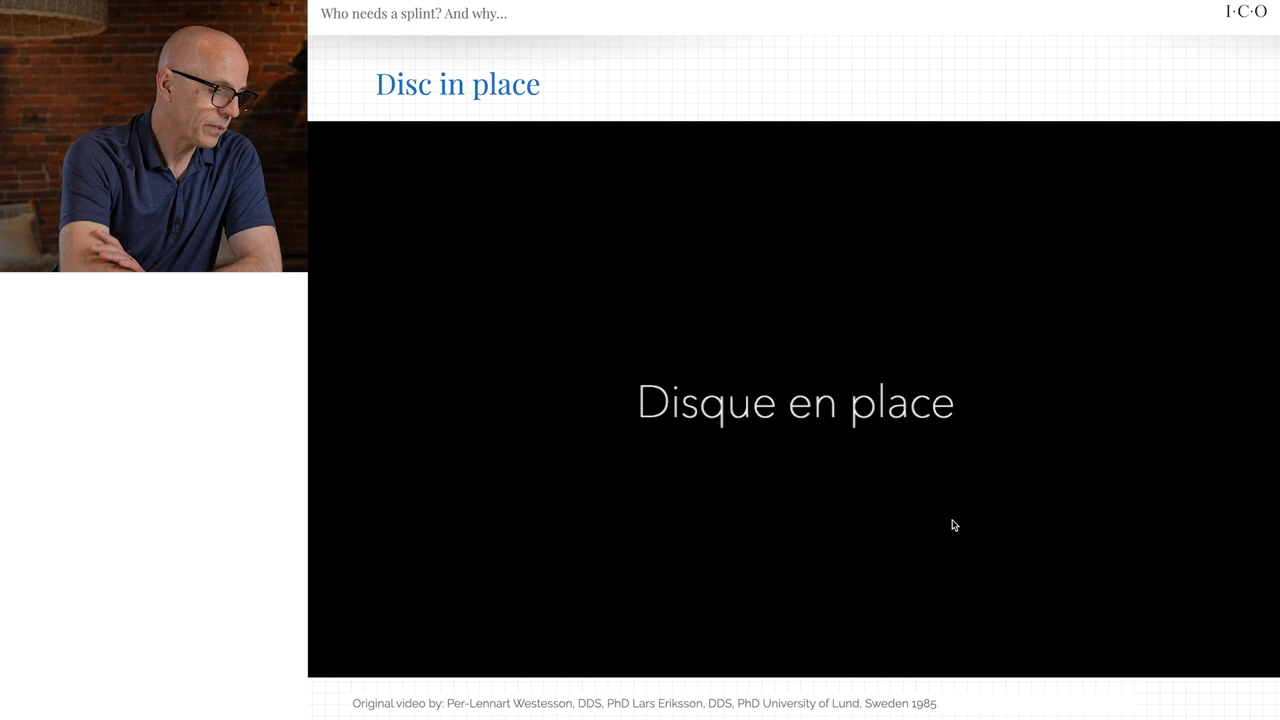 Who needs a splint? And why...
I·C·O
Disc in place
Disque en place
Original video by: Per-Lennart Westesson, DDS, PhD Lars Eriksson, DDS, PhD University of Lund, Sweden 1985